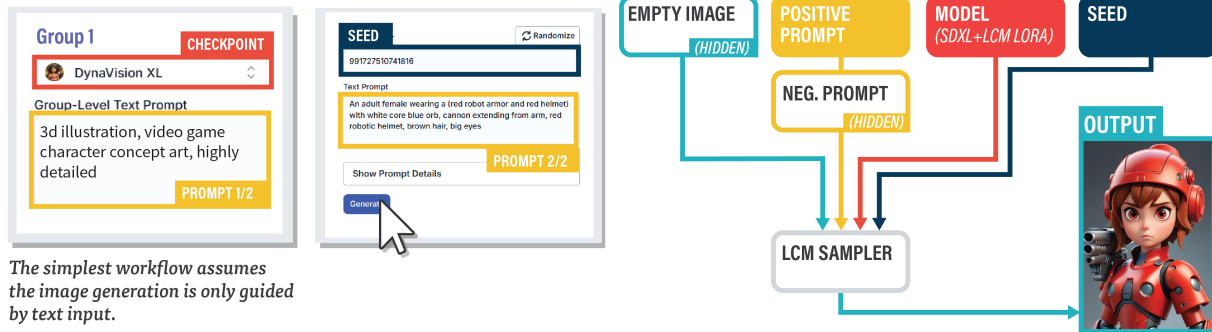 Group 1
CHECKPOINT
DynaVision XL
Group-Level Text Prompt
3d illustration, video game
character concept art, highly
detailed
PROMPT 1/2
The simplest workflow assumes
the image generation is only guided
by text input.
SEED
Randomize
991727510741816
Text Prompt
An adult female wearing a (red robot armor and red helmet)
with white core blue orb, cannon extending from arm, red
robotic helmet, brown hair, big eyes
PROMPT 2/2
Show Prompt Details
Generat
EMPTY IMAGE
(HIDDEN)
POSITIVE
PROMPT
NEG. PROMPT
(HIDDEN)
MODEL
(SDXL+LCM LORA)
SEED
LCM SAMPLER
OUTPUT